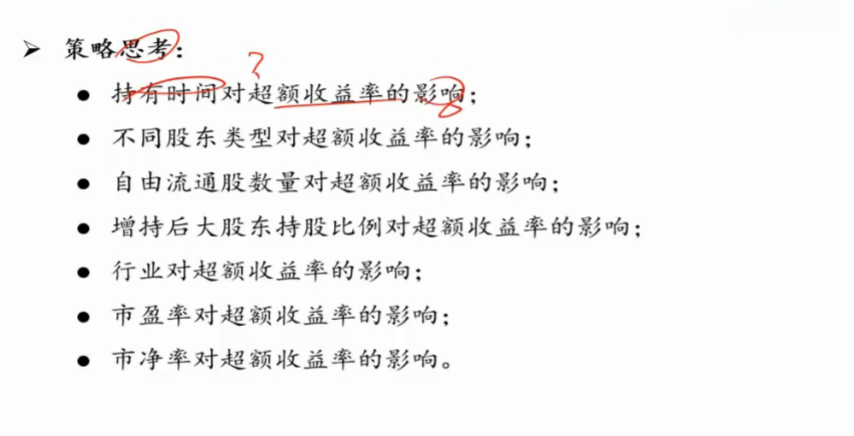 ➤ 策略思考：
● 持有时间对超额收益率的影响；
● 不同股东类型对超额收益率的影响；
● 自由流通股数量对超额收益率的影响；
● 增持后大股东持股比例对超额收益率的影响；
● 行业对超额收益率的影响；
● 市盈率对超额收益率的影响；
● 市净率对超额收益率的影响。